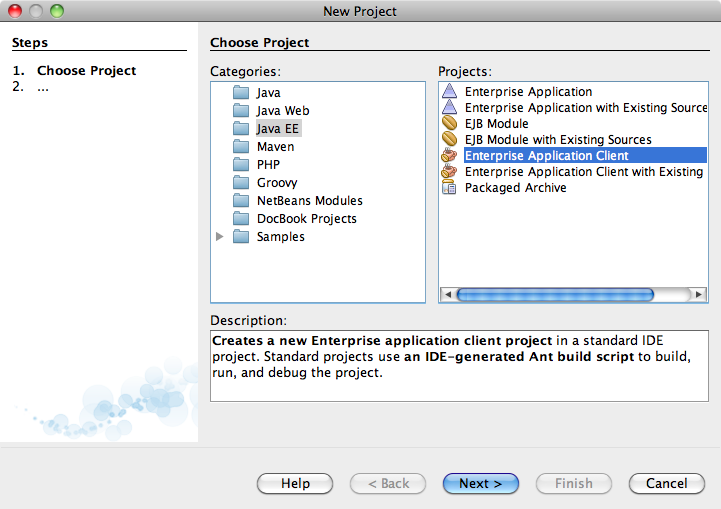 New Project
Steps
1. Choose Project
2. ...
Choose Project
Categories:
Java
Java Web
Java EE
Maven
PHP
Groovy
NetBeans Modules
DocBook Projects
Samples
Projects:
Enterprise Application
Enterprise Application with Existing Source
EJB Module
EJB Module with Existing Sources
Enterprise Application Client
Enterprise Application Client with Existing
Packaged Archive
Description:
Creates a new Enterprise application client project in a standard IDE
project. Standard projects use an IDE-generated Ant build script to build,
run, and debug the project.
Help
< Back
Next >
Finish
Cancel